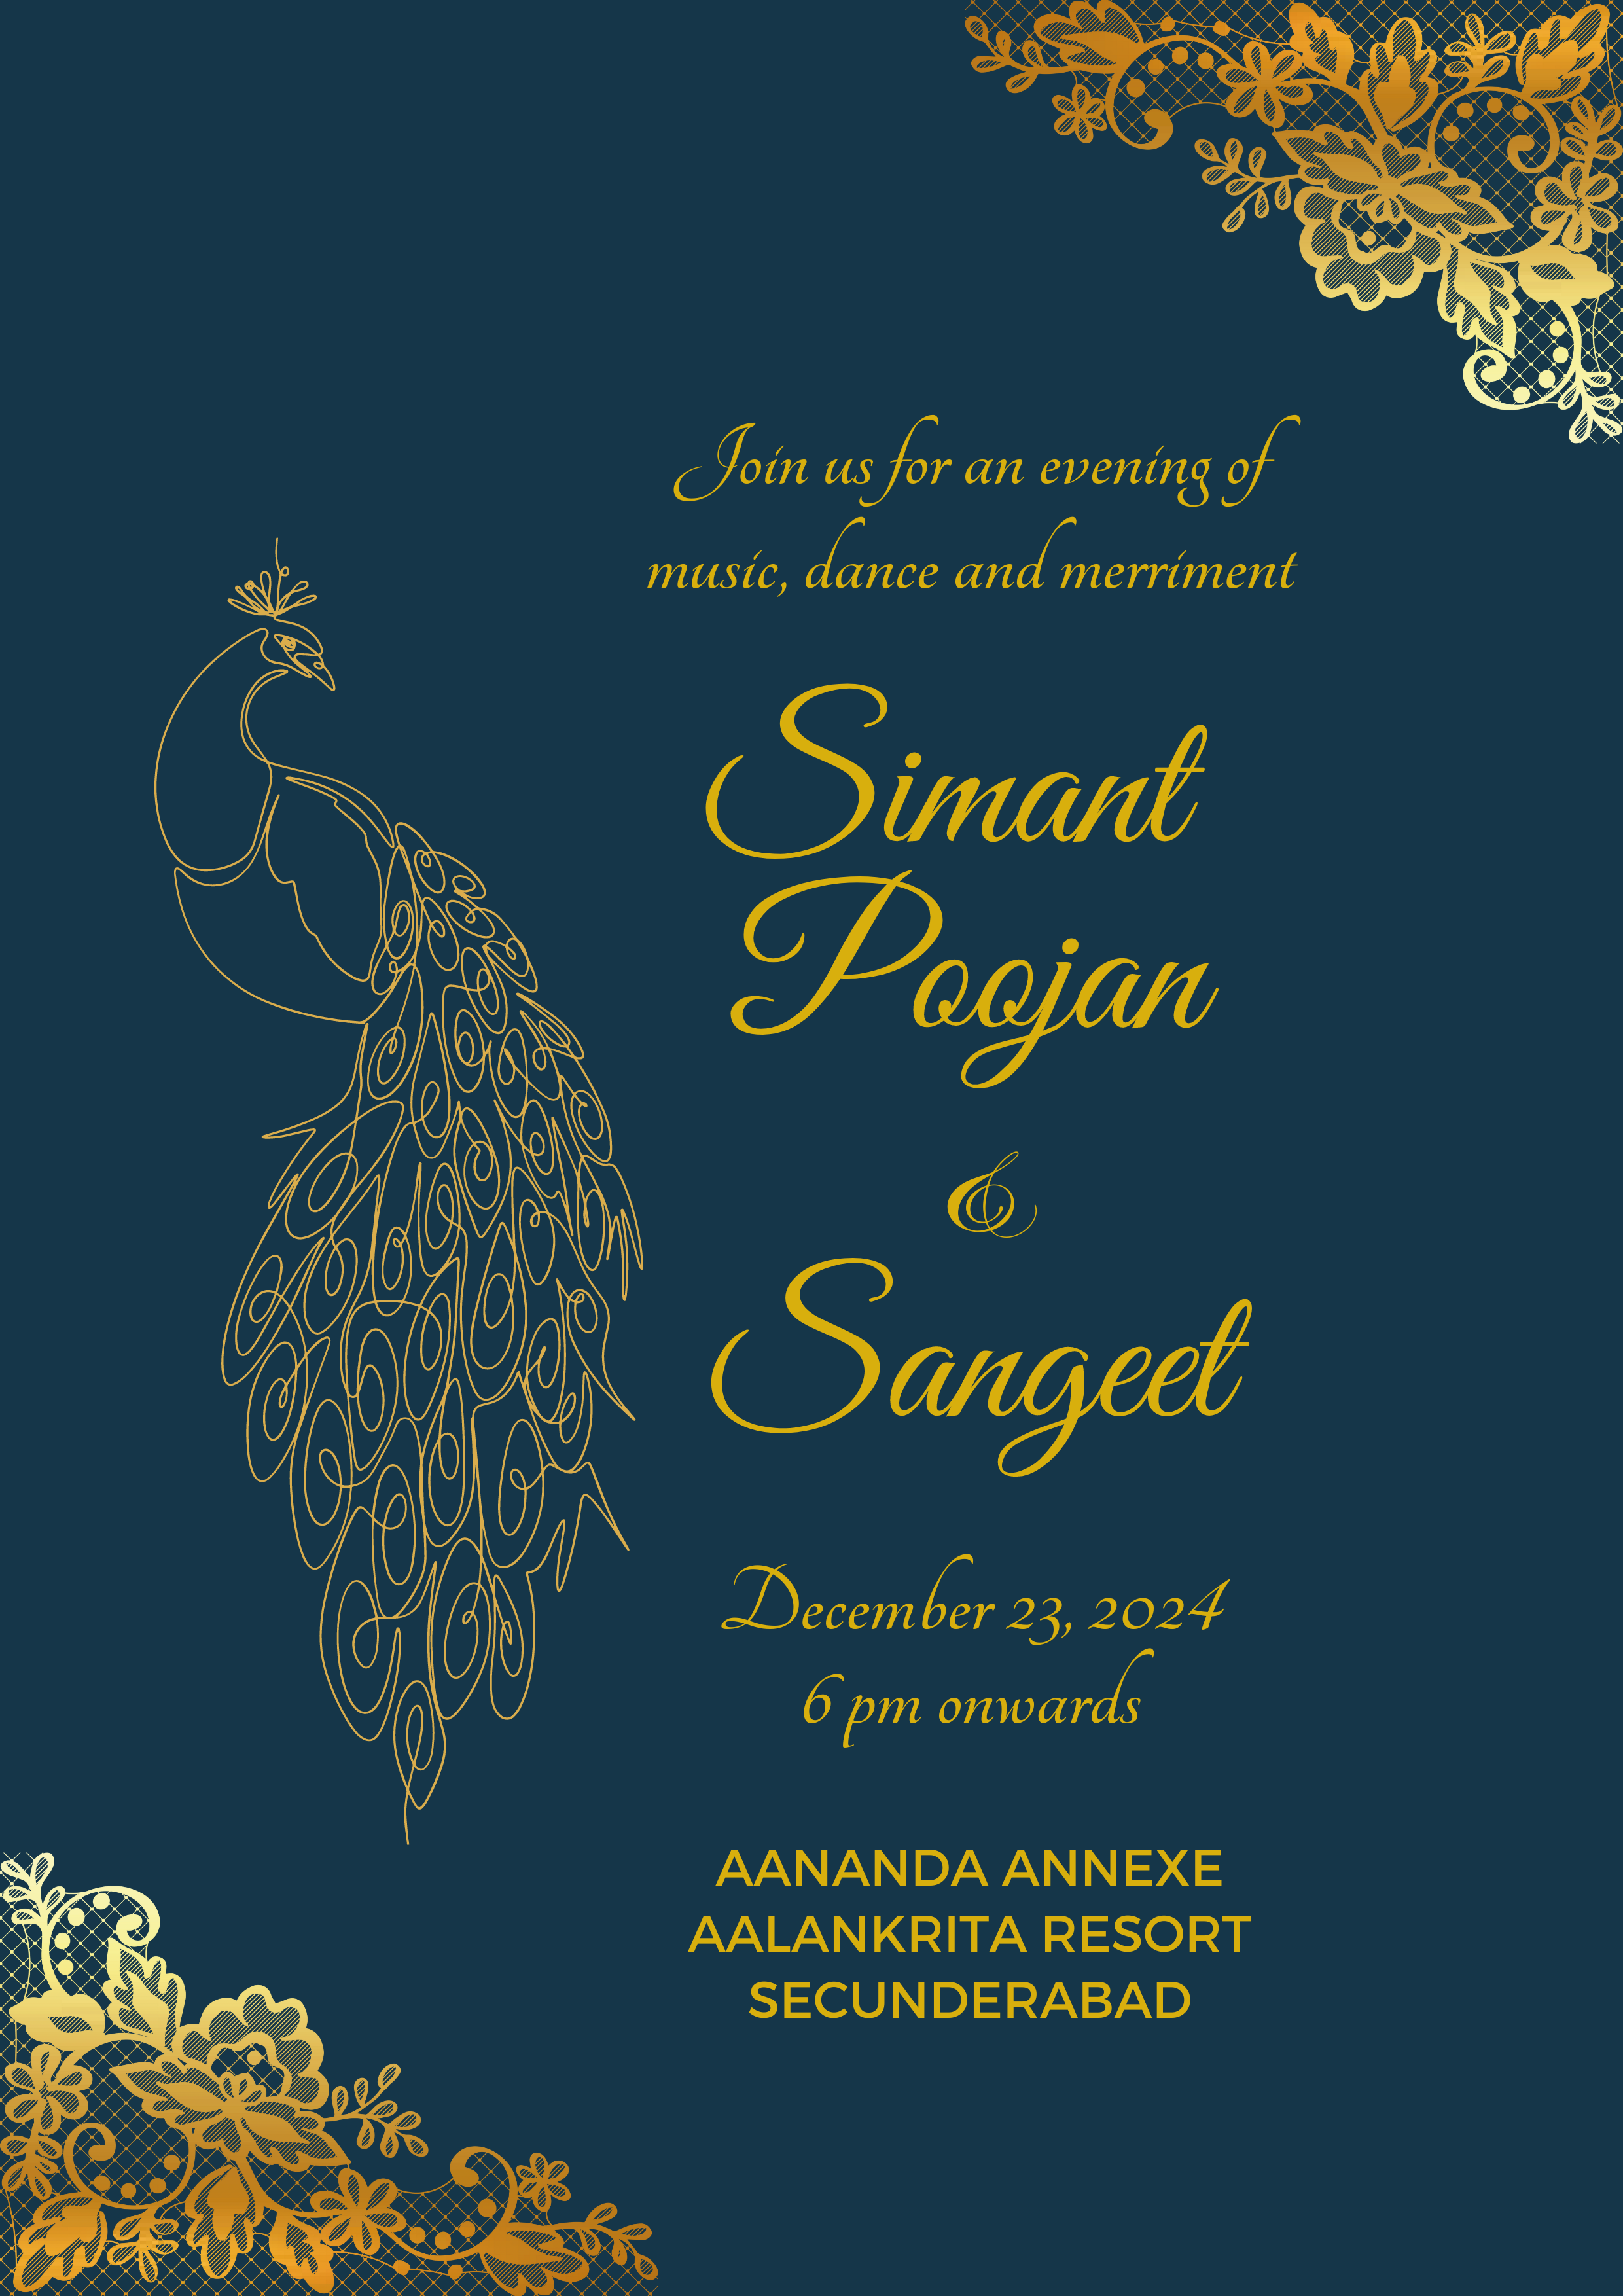 Join us for an evening of
music, dance and merriment
Simant
Poojan
&
Sangeet
December 23, 2024
6 pm onwards
AANANDA ANNEXE
AALANKRITA RESORT
SECUNDERABAD